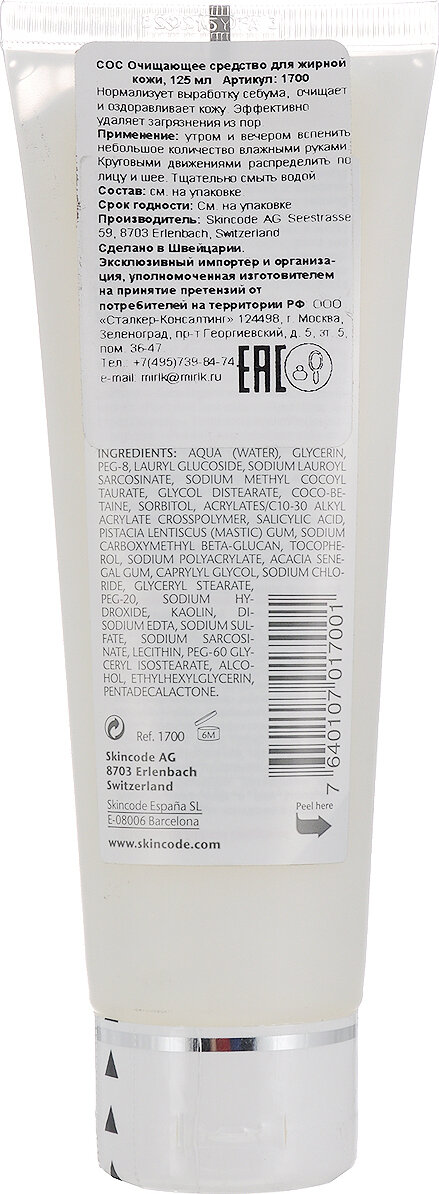 СОС Очищающее средство для жирной
кожи, 125 мл Артикул: 1700
Нормализует выработку себума, очищает
и оздоравливает кожу. Эффективно
удаляет загрязнения из пор
Применение: утром и вечером вспенить
небольшое количество влажными руками.
Круговыми движениями распределить по
лицу и шее. Тщательно смыть водой
Состав: см. на упаковке
Срок годности: См. на упаковке
Производитель: Skincode AG Seestrasse
59, 8703 Erlenbach, Switzerland
Сделано в Швейцарии.
Эксклюзивный импортер и организа-
ция, уполномоченная изготовителем
на принятие претензий от
потребителей на территории РФ: ООО
«Сталкер-Консалтинг» 124498, г. Москва,
Зеленоград, пр-т Георгиевский, д. 5, эт. 5,
пом. 36-47
Тел.: +7(495)739-84-74
e-mail: mirik@mirik.ru
EAC
INGREDIENTS: AQUA (WATER), GLYCERIN,
PEG-8, LAURYL GLUCOSIDE, SODIUM LAUROYL
SARCOSINATE, SODIUM METHYL COCOYL
TAURATE, GLYCOL DISTEARATE, COCO-BE-
TAINE, SORBITOL, ACRYLATES/C10-30 ALKYL
ACRYLATE CROSSPOLYMER, SALICYLIC ACID,
PISTACIA LENTISCUS (MASTIC) GUM, SODIUM
CARBOXYMETHYL BETA-GLUCAN, TOCOPHE-
ROL, SODIUM POLYACRYLATE, ACACIA SENE-
GAL GUM, CAPRYLYL GLYCOL, SODIUM CHLO-
RIDE, GLYCERYL STEARATE,
PEG-20, SODIUM HY-
DROXIDE, KAOLIN, DI-
SODIUM EDTA, SODIUM SUL-
FATE, SODIUM SARCOSI-
NATE, LECITHIN, PEG-60 GLY-
CERYL ISOSTEARATE, ALCO-
HOL, ETHYLHEXYLGLYCERIN,
PENTADECALACTONE.
Ref. 1700
6M
Skincode AG
8703 Erlenbach
Switzerland
Skincode España SL
E-08006 Barcelona
www.skincode.com
7 640107 017001
Peel here